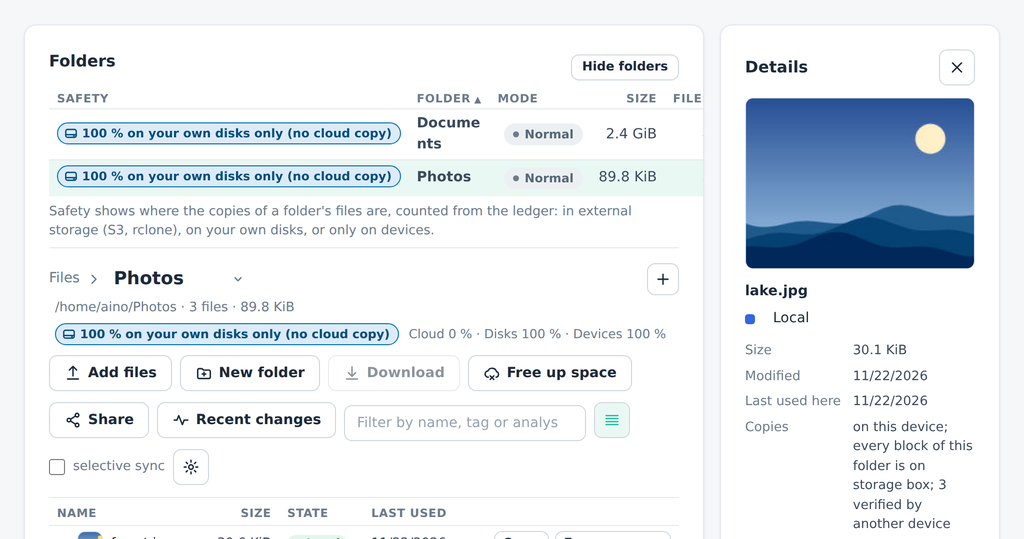 Folders
Hide folders
SAFETY FOLDER ▲ MODE SIZE FILE
100 % on your own disks only (no cloud copy) Docume
nts Normal 2.4 GiB
100 % on your own disks only (no cloud copy) Photos Normal 89.8 KiB
Safety shows where the copies of a folder's files are, counted from the ledger: in external
storage (S3, rclone), on your own disks, or only on devices.
Files > Photos
/home/aino/Photos · 3 files · 89.8 KiB
100 % on your own disks only (no cloud copy) Cloud 0 % · Disks 100 % · Devices 100 %
Add files New folder Download Free up space
Share Recent changes Filter by name, tag or analys
selective sync
NAME SIZE STATE LAST USED
Details
lake.jpg
Local
Size 30.1 KiB
Modified 11/22/2026
Last used here 11/22/2026
Copies on this device;
every block of this
folder is on
storage box; 3
verified by
another device